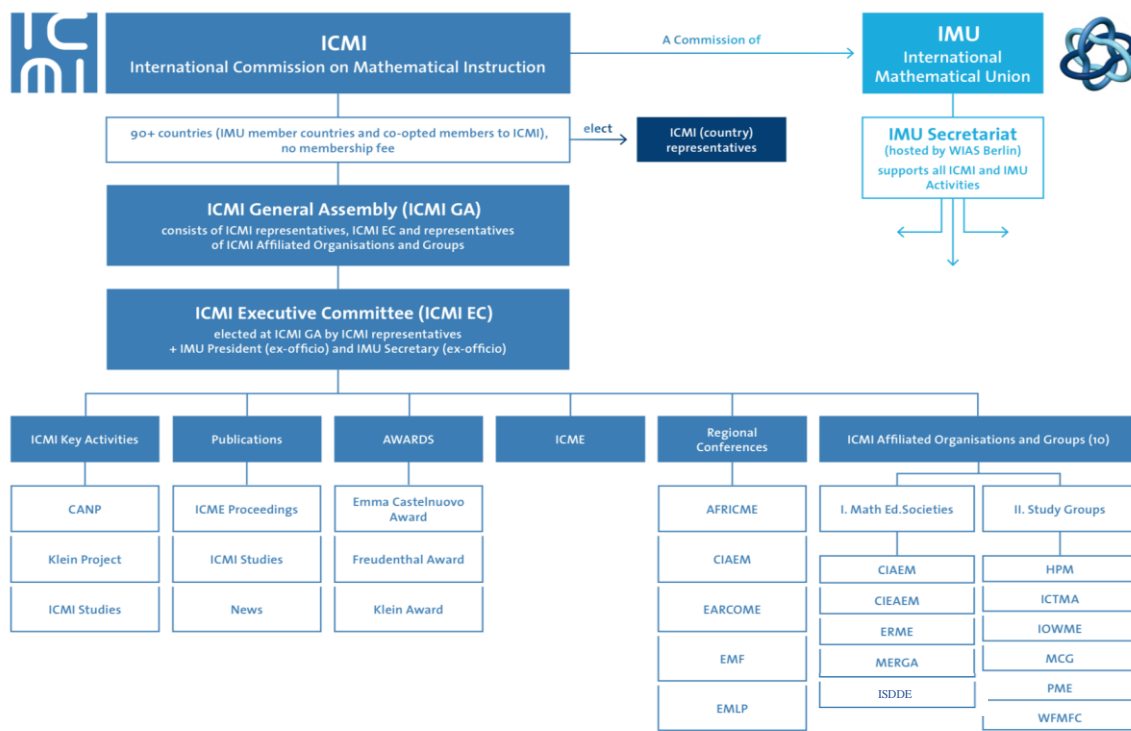 IC
mi
ICMI
International Commission on Mathematical Instruction
A Commission of
IMU
International
Mathematical Union
90+ countries (IMU member countries and co-opted members to ICMI),
no membership fee
elect
ICMI (country)
representatives
IMU Secretariat
(hosted by WIAS Berlin)
supports all ICMI and IMU
Activities
ICMI General Assembly (ICMI GA)
consists of ICMI representatives, ICMI EC and representatives
of ICMI Affiliated Organisations and Groups
ICMI Executive Committee (ICMI EC)
elected at ICMI GA by ICMI representatives
+ IMU President (ex-officio) and IMU Secretary (ex-officio)
ICMI Key Activities
CANP
Klein Project
ICMI Studies
Publications
ICME Proceedings
ICMI Studies
News
AWARDS
Emma Castelnuovo
Award
Freudenthal Award
Klein Award
ICME
Regional
Conferences
AFRICME
CIAEM
EARCOME
EMF
EMLP
ICMI Affiliated Organisations and Groups (10)
I. Math Ed.Societies
CIAEM
CIEAEM
ERME
MERGA
ISDDE
II. Study Groups
HPM
ICTMA
IOWME
MCG
PME
WFMFC